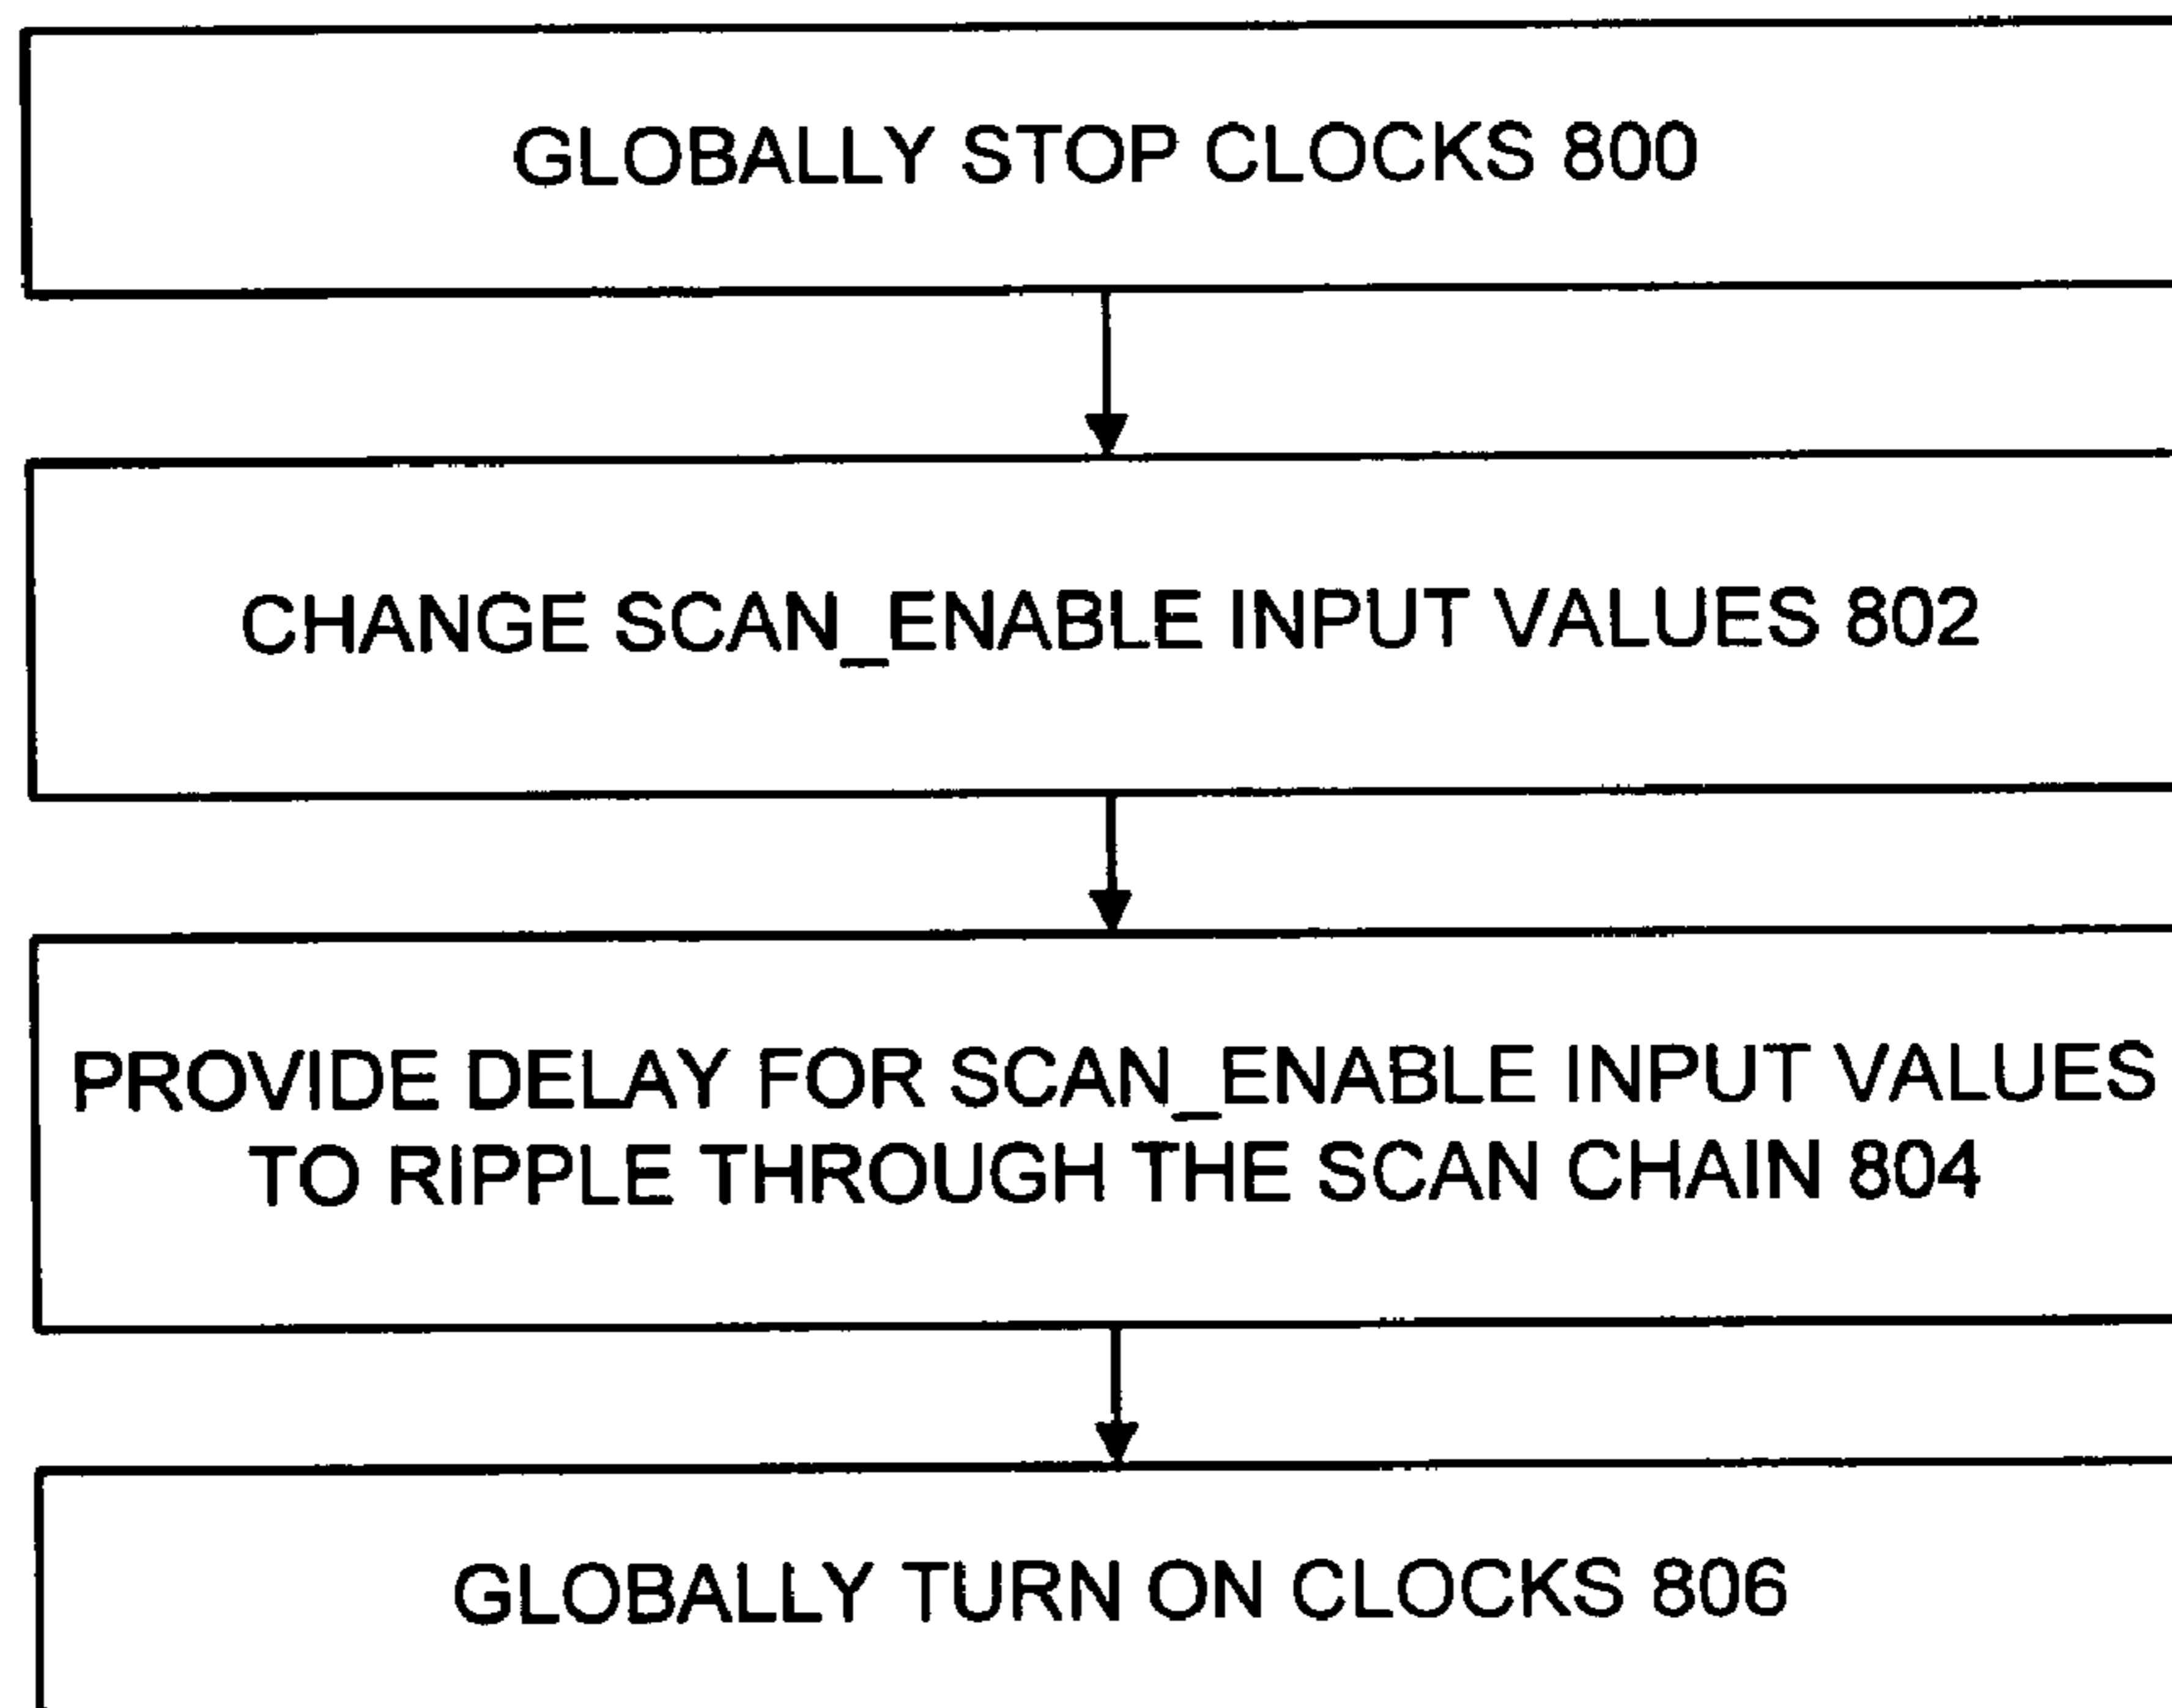 GLOBALLY STOP CLOCKS 800
CHANGE SCAN_ENABLE INPUT VALUES 802
PROVIDE DELAY FOR SCAN_ENABLE INPUT VALUES
TO RIPPLE THROUGH THE SCAN CHAIN 804
GLOBALLY TURN ON CLOCKS 806